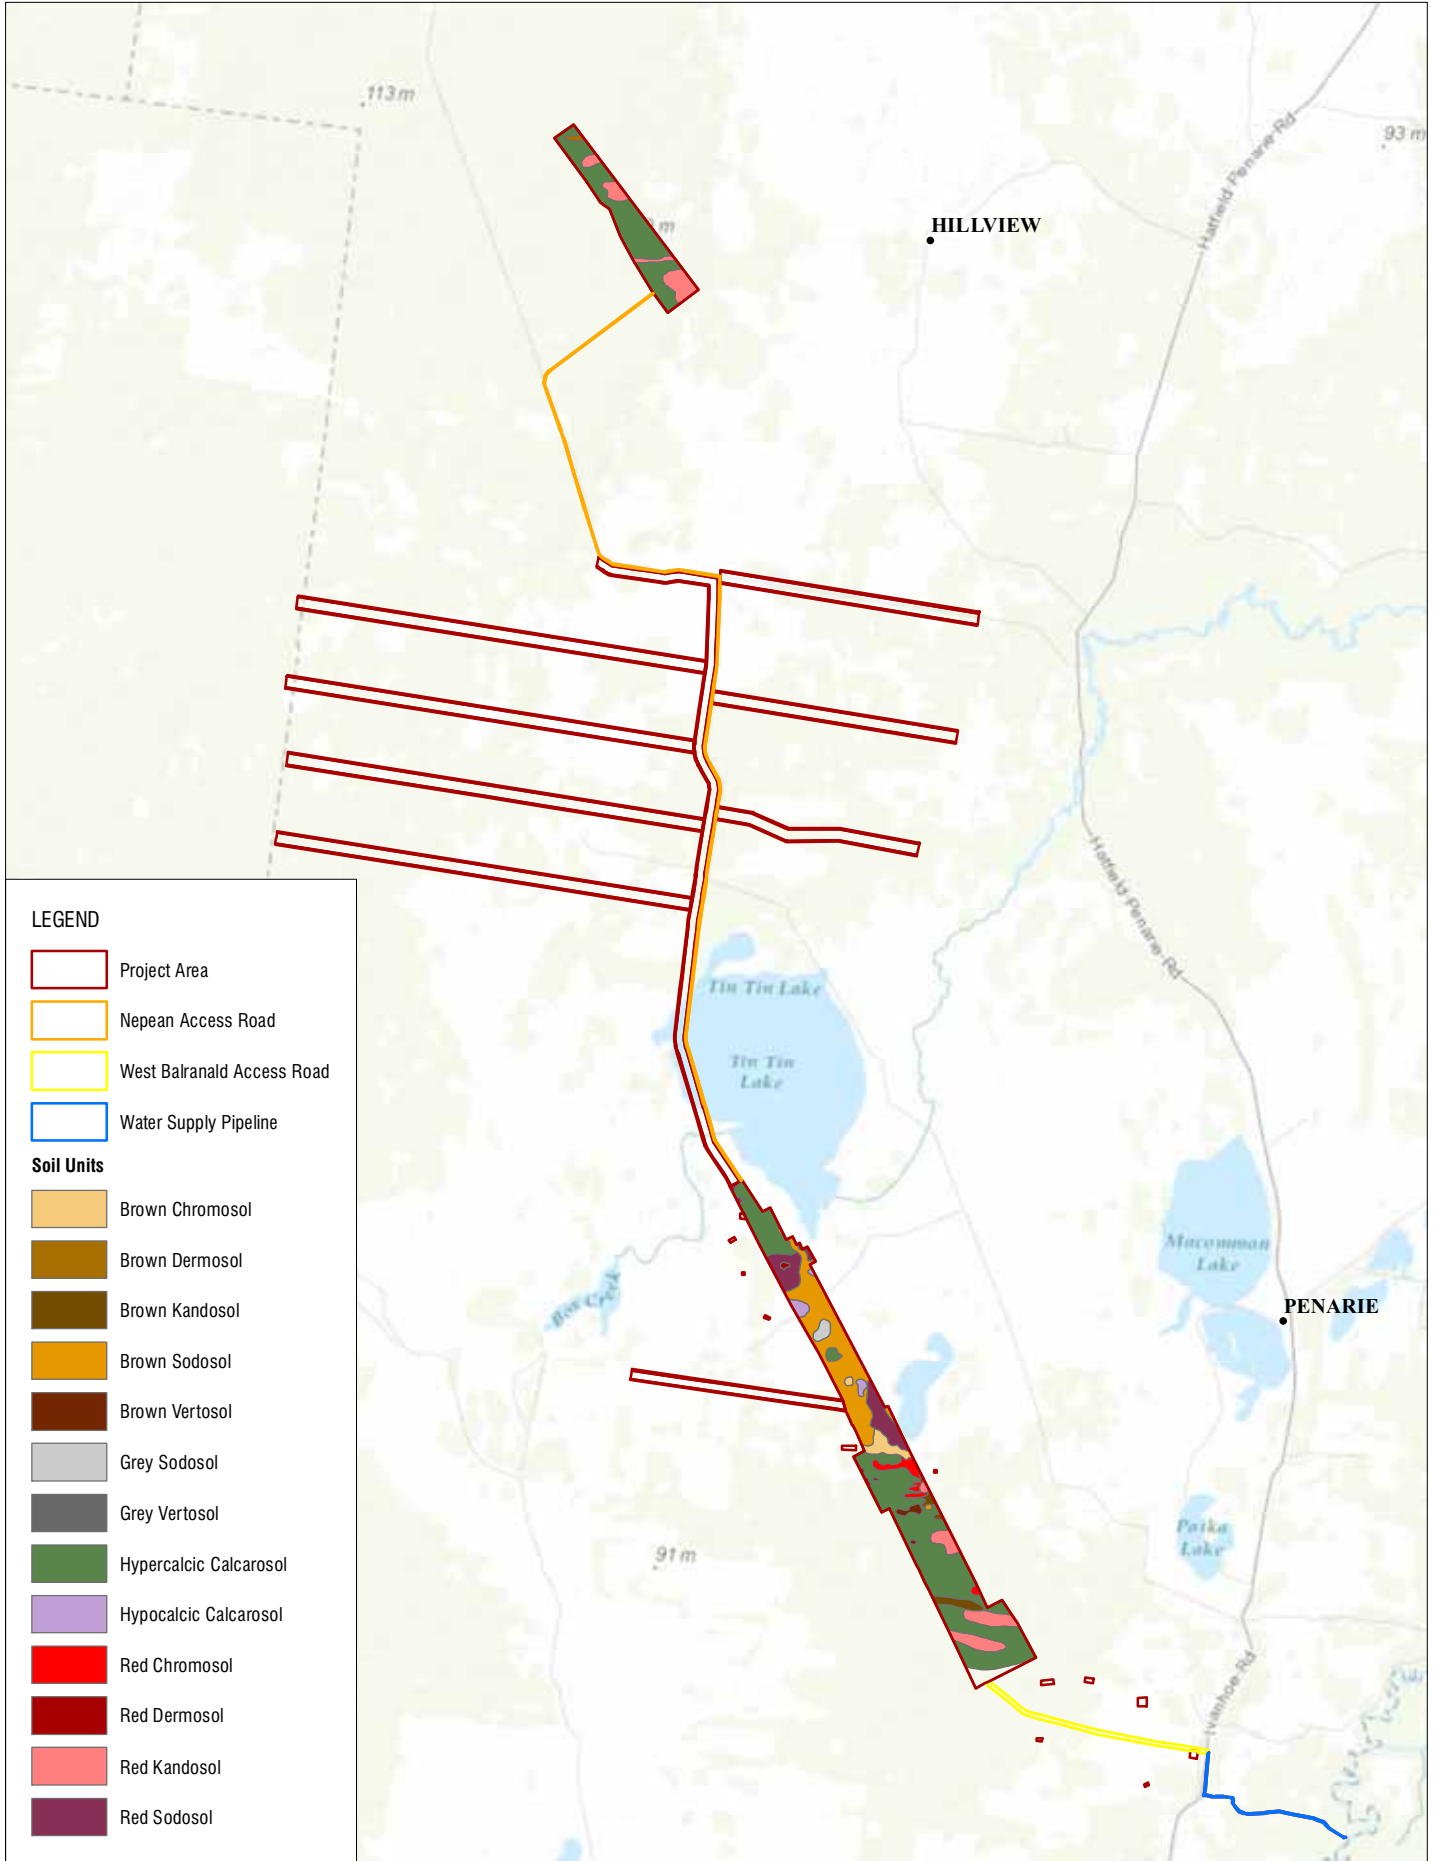 113 m
93 m
Hatfield Penarie Rd
m
HILLVIEW
Hatfield Penarie Rd
Tin Tin Lake
Tin Tin
Lake
Macomman
Lake
PENARIE
Box Creek
Paika
Lake
91 m
Ivanhoe Rd
LEGEND
Project Area
Nepean Access Road
West Balranald Access Road
Water Supply Pipeline
Soil Units
Brown Chromosol
Brown Dermosol
Brown Kandosol
Brown Sodosol
Brown Vertosol
Grey Sodosol
Grey Vertosol
Hypercalcic Calcarosol
Hypocalcic Calcarosol
Red Chromosol
Red Dermosol
Red Kandosol
Red Sodosol